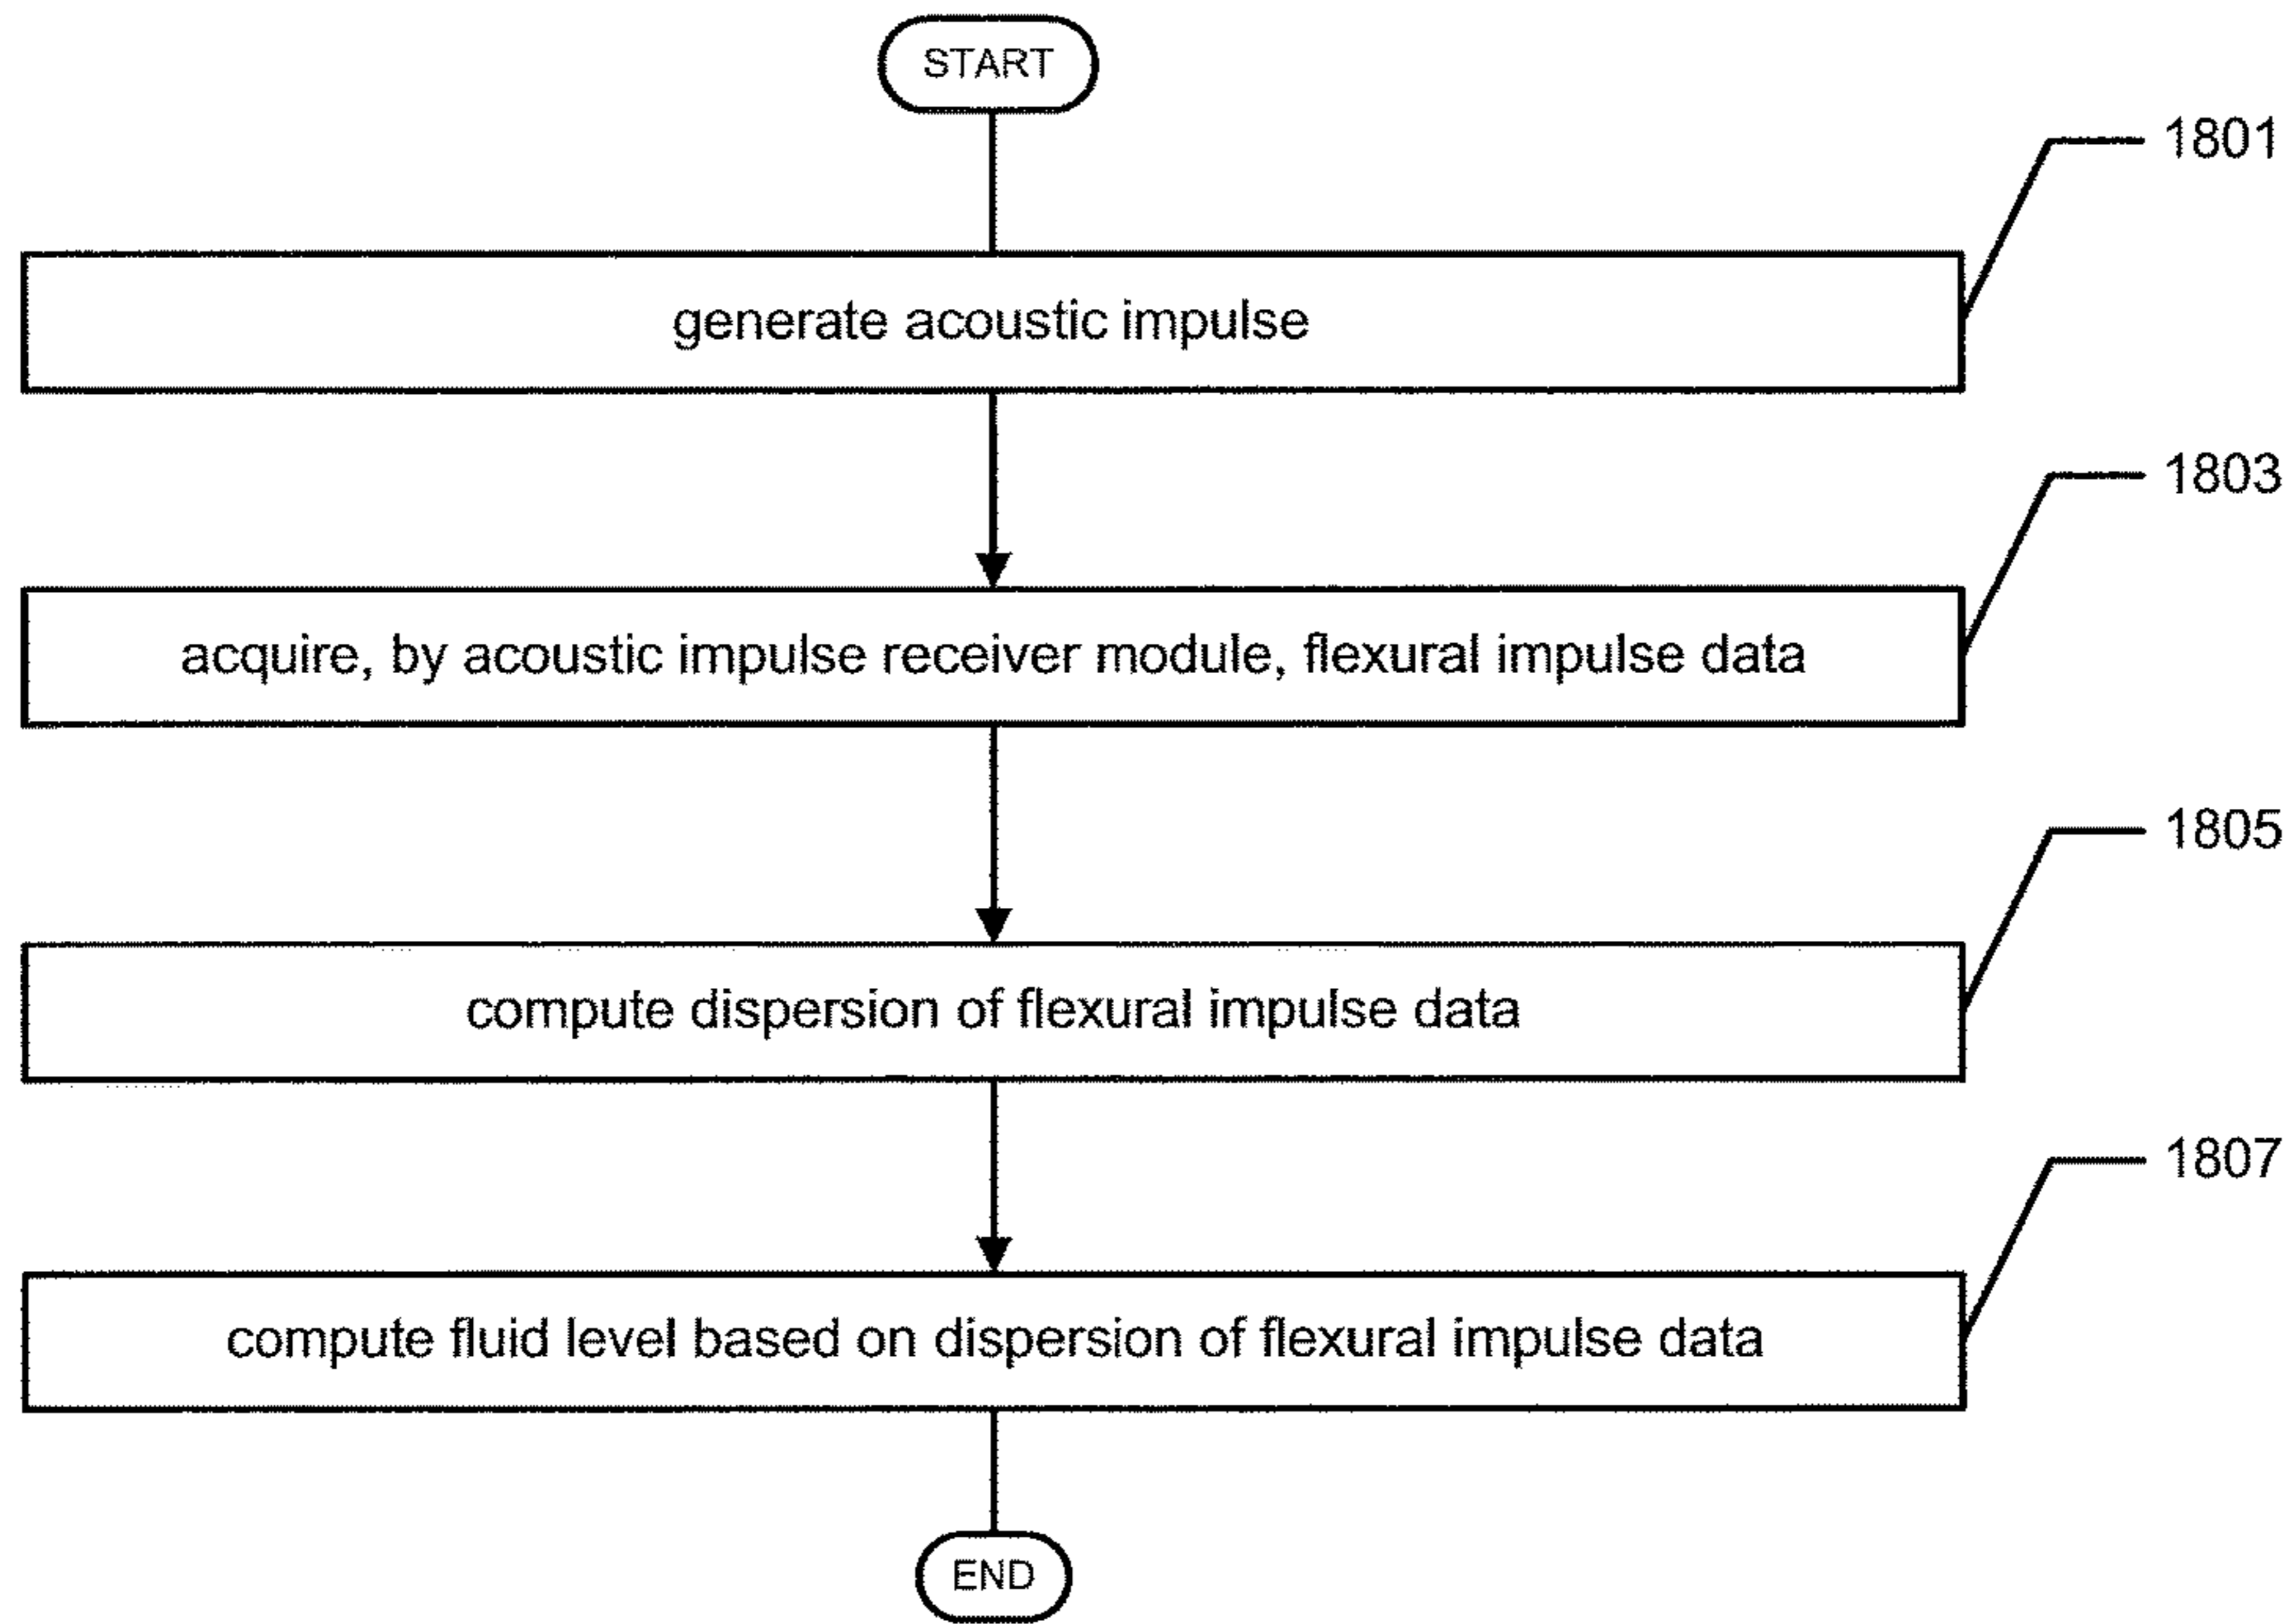 START
1801
generate acoustic impulse
1803
acquire, by acoustic impulse receiver module, flexural impulse data
1805
compute dispersion of flexural impulse data
1807
compute fluid level based on dispersion of flexural impulse data
END